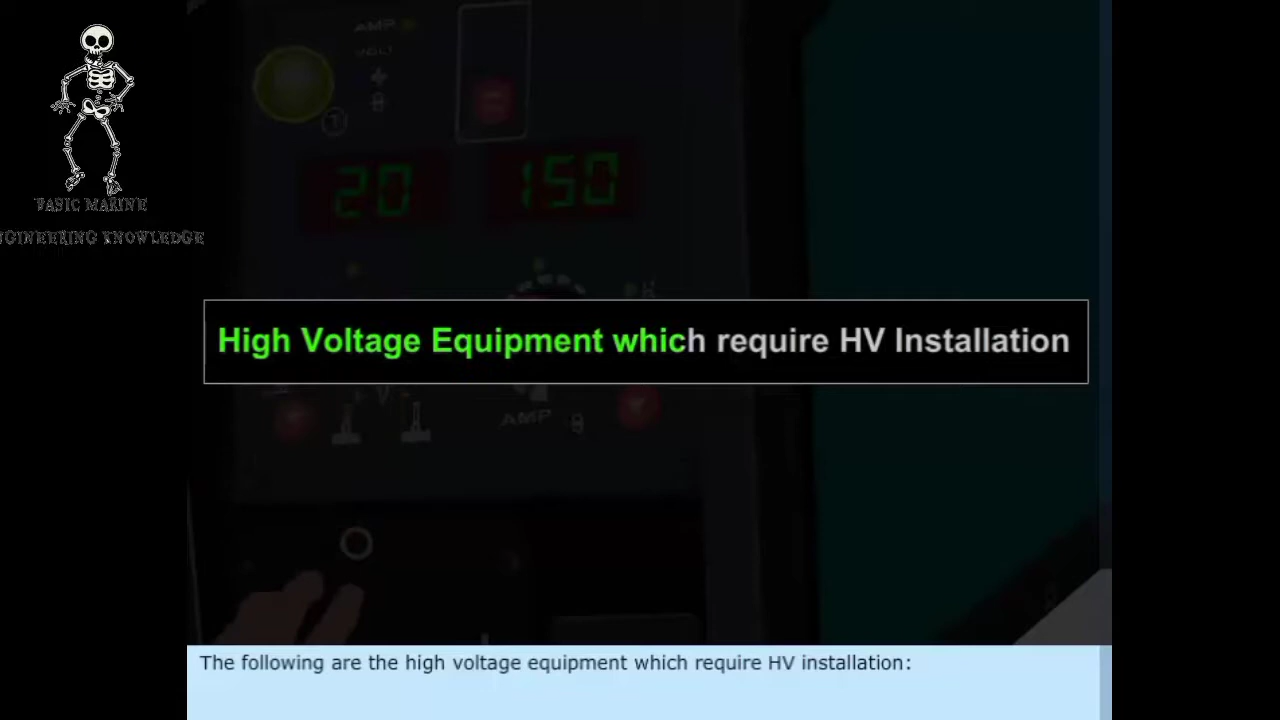 AMP
VOLT
20 150
BASIC MARINE
NGINEERING KNOWLEDGE
High Voltage Equipment which require HV Installation
V
AMP
The following are the high voltage equipment which require HV installation: